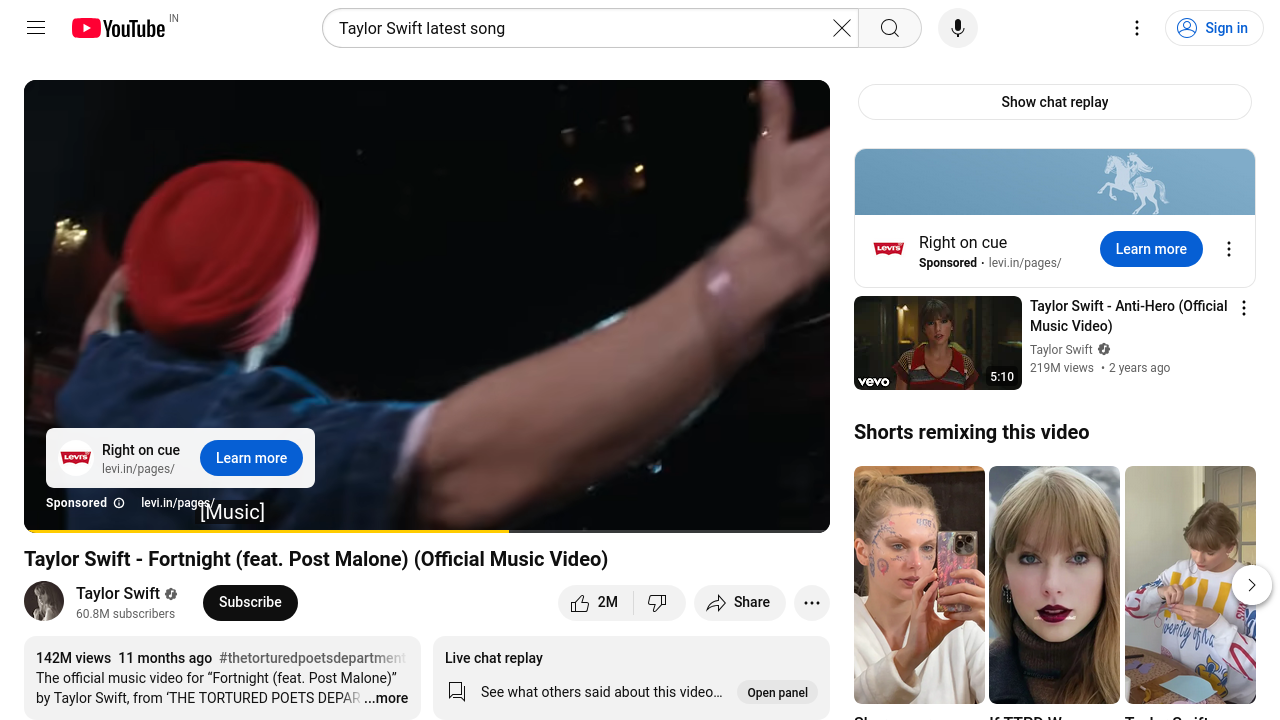 YouTube IN
Taylor Swift latest song
Sign in
LEVI'S
Right on cue
levi.in/pages/
Learn more
Sponsored levi.in/pages/
[Music]
Taylor Swift - Fortnight (feat. Post Malone) (Official Music Video)
Taylor Swift
60.8M subscribers
Subscribe
2M
Share
142M views 11 months ago #thetorturedpoetsdepartment
The official music video for “Fortnight (feat. Post Malone)”
by Taylor Swift, from ‘THE TORTURED POETS DEPAR ...more
Live chat replay
See what others said about this video...
Open panel
Show chat replay
LEVI'S
Right on cue
Sponsored · levi.in/pages/
Learn more
vevo
5:10
Taylor Swift - Anti-Hero (Official
Music Video)
Taylor Swift
219M views • 2 years ago
Shorts remixing this video